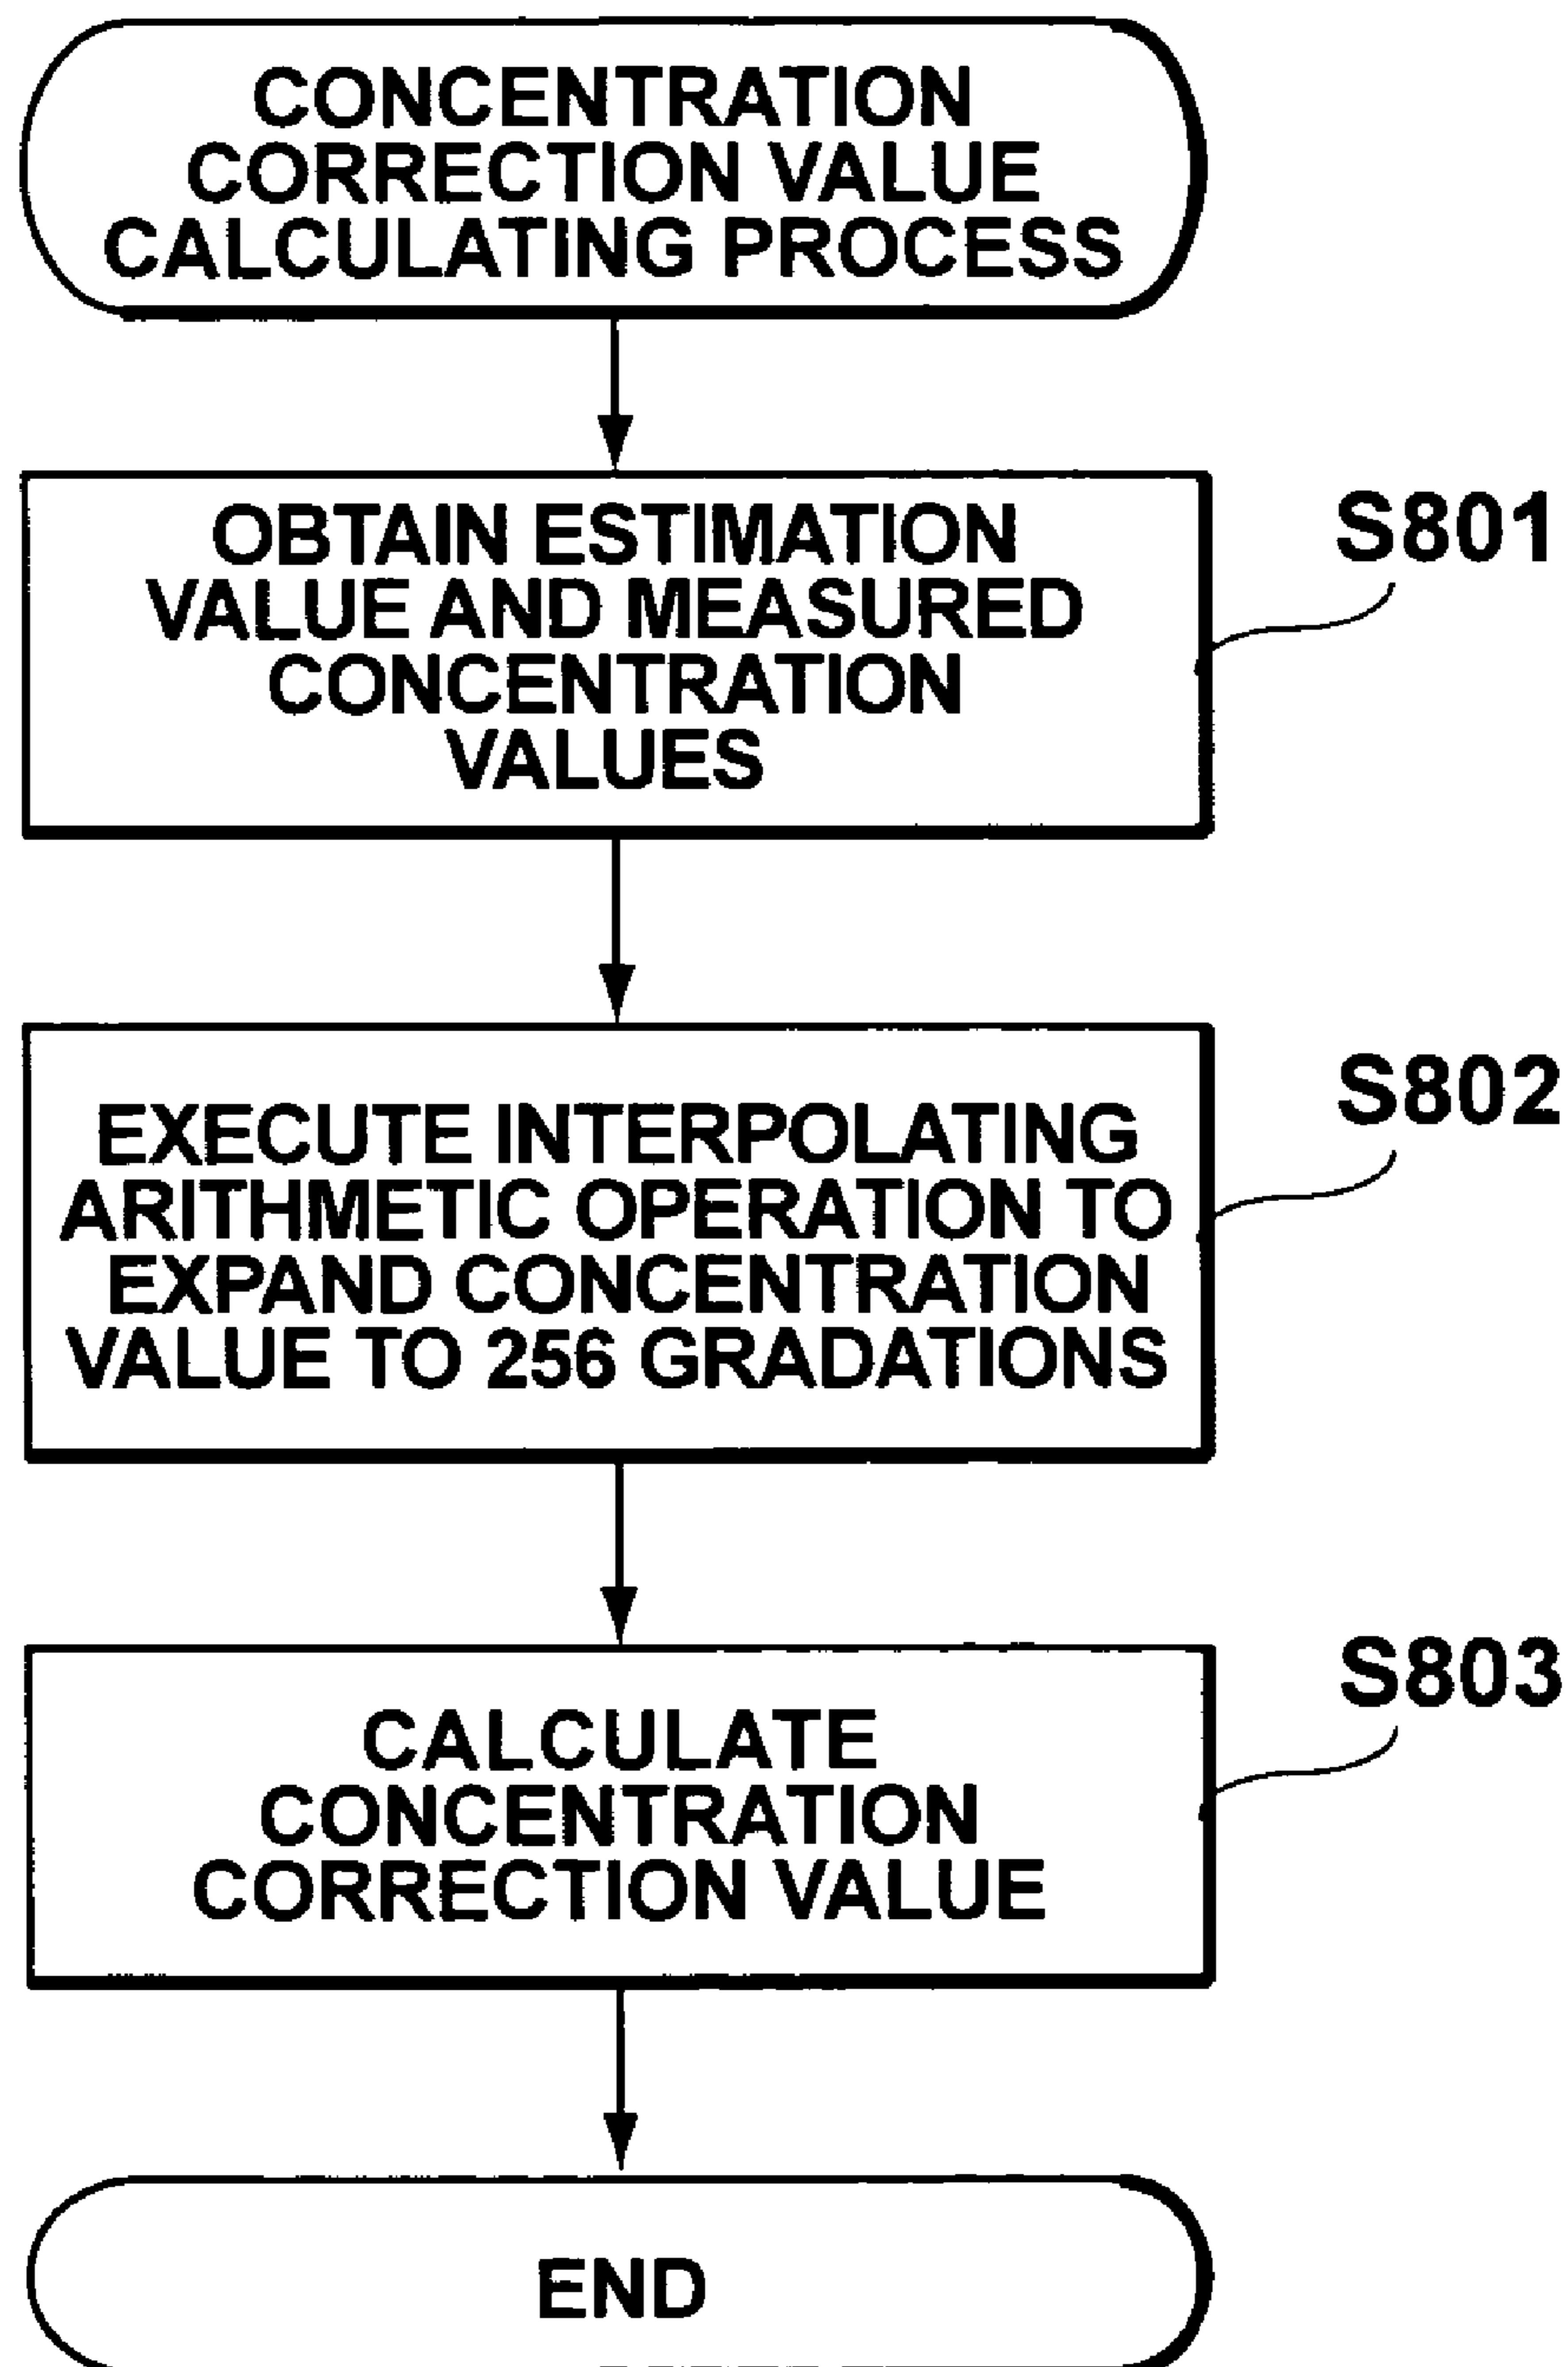 CONCENTRATION
CORRECTION VALUE
CALCULATING PROCESS
OBTAIN ESTIMATION
VALUE AND MEASURED
CONCENTRATION
VALUES
S801
EXECUTE INTERPOLATING
ARITHMETIC OPERATION TO
EXPAND CONCENTRATION
VALUE TO 256 GRADATIONS
S802
CALCULATE
CONCENTRATION
CORRECTION VALUE
S803
END